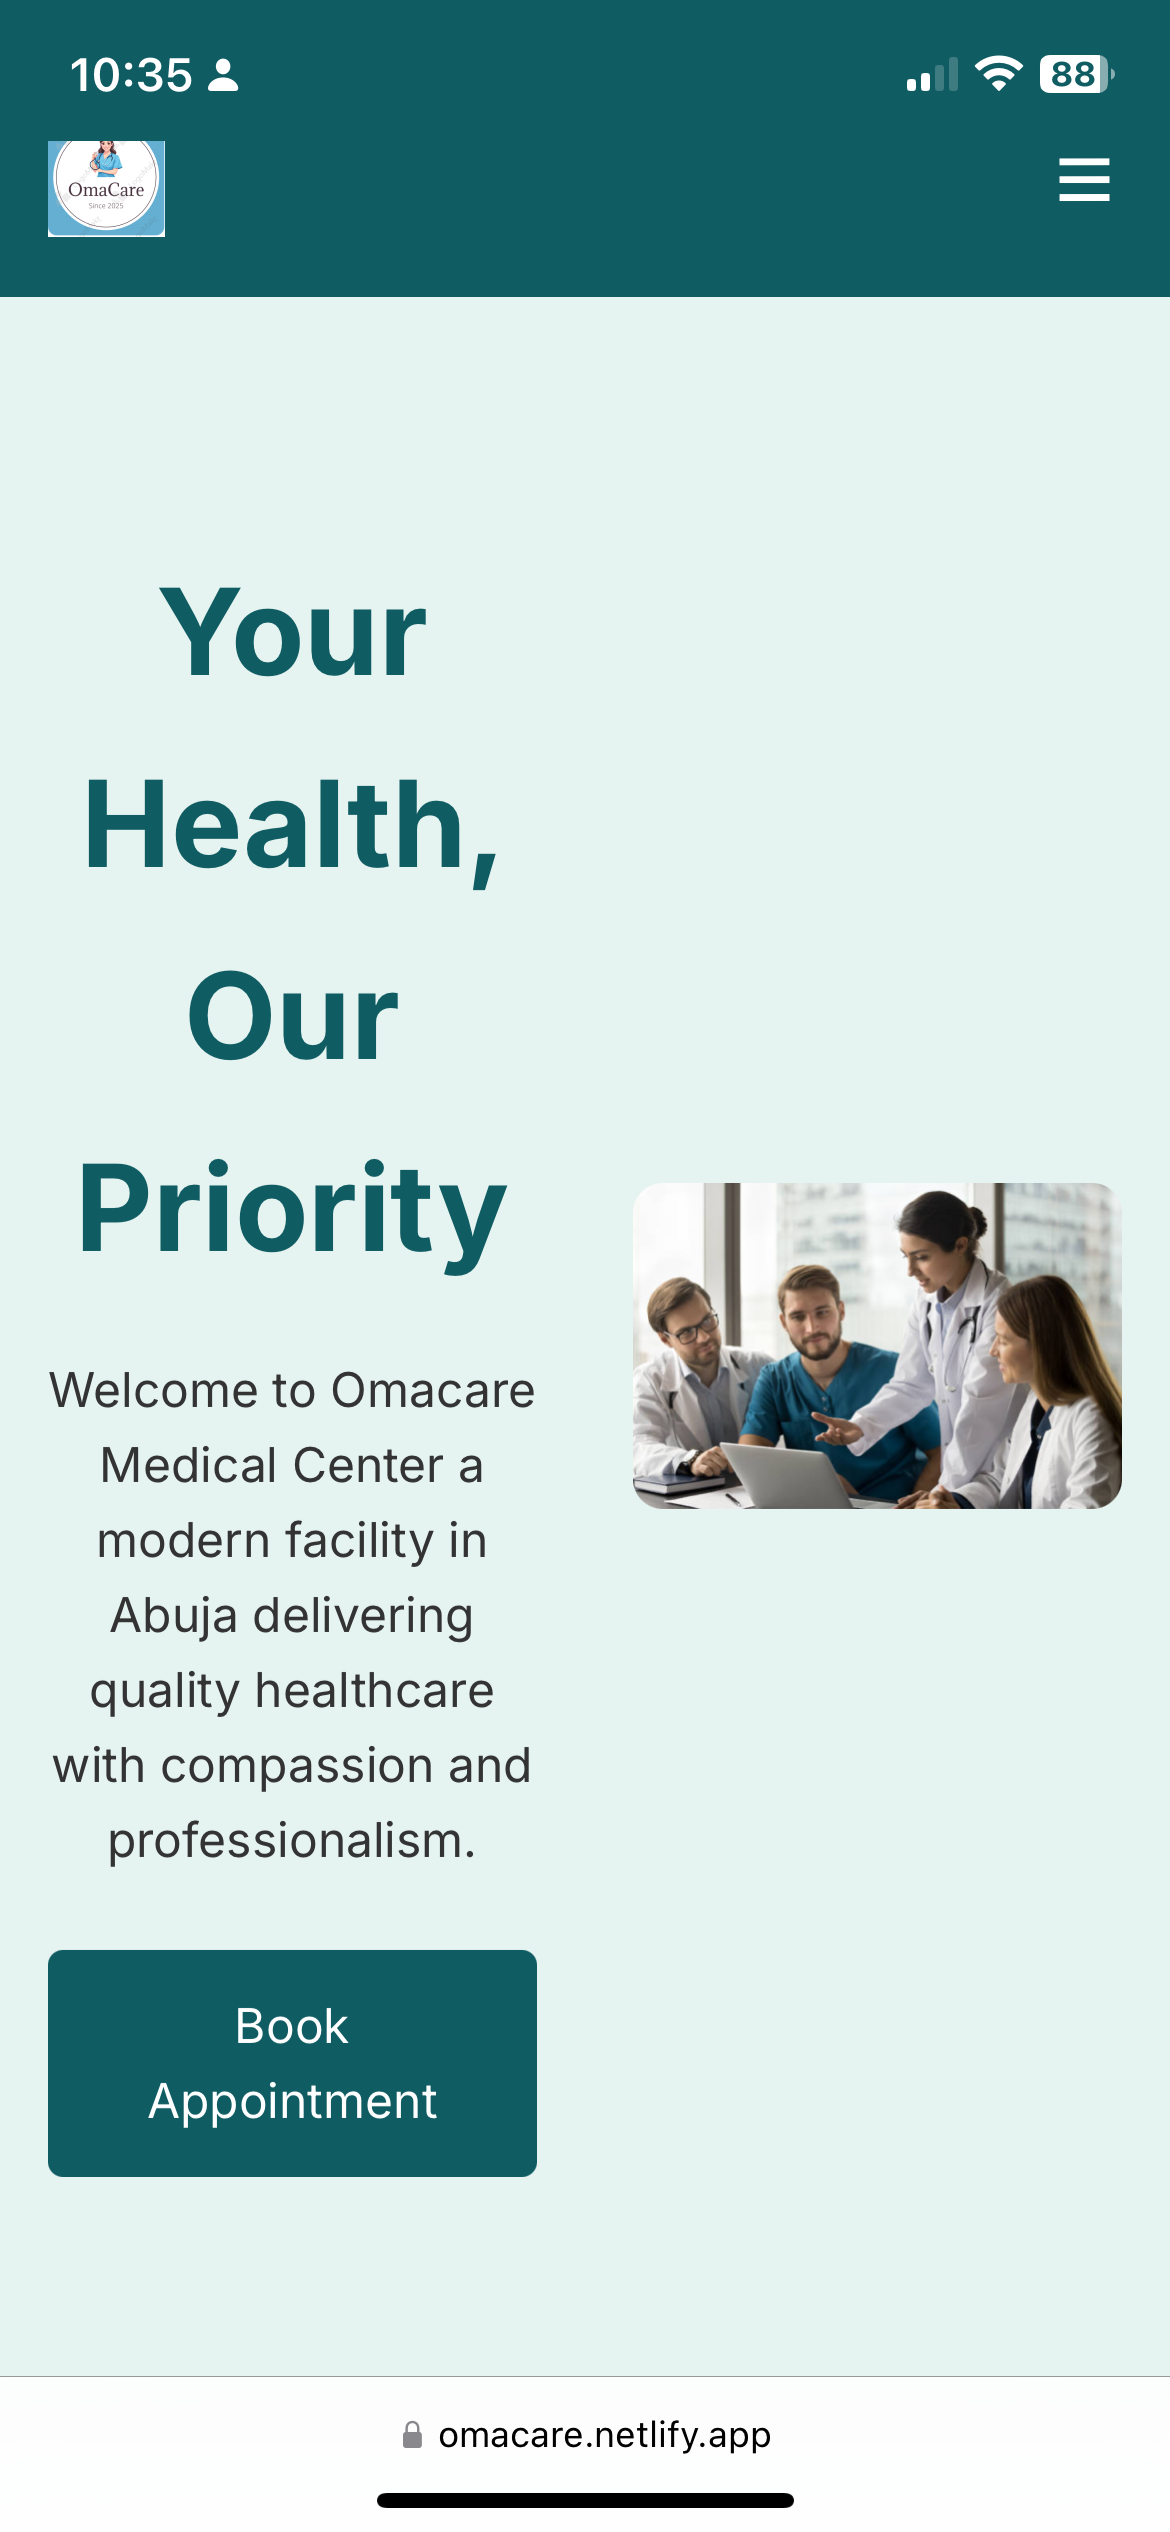 10:35
88
OmaCare
Since 2025
Your
Health,
Our
Priority
Welcome to Omacare
Medical Center a
modern facility in
Abuja delivering
quality healthcare
with compassion and
professionalism.
Book
Appointment
omacare.netlify.app